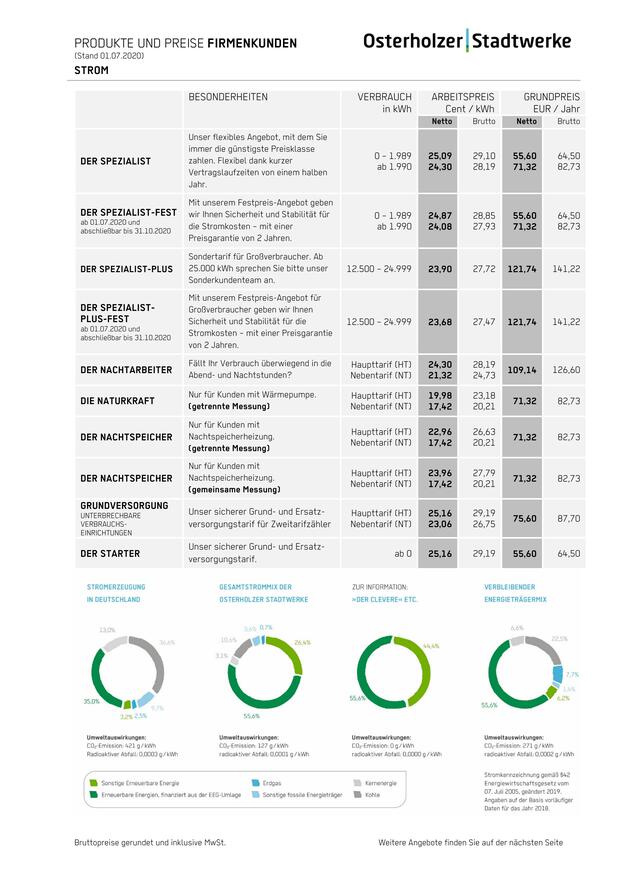 PRODUKTE UND PREISE FIRMENKUNDEN
(Stand 01.07.2020)
STROM
Osterholzer Stadtwerke
BESONDERHEITEN VERBRAUCH ARBEITSPREIS GRUNDPREIS
in kWh Cent / kWh EUR / Jahr
Netto Brutto Netto Brutto
DER SPEZIALIST
Unser flexibles Angebot, mit dem Sie
immer die günstigste Preisklasse
zahlen. Flexibel dank kurzer
Vertragslaufzeiten von einem halben
Jahr.
0 – 1.989 25,09 29,10 55,60 64,50
ab 1.990 24,30 28,19 71,32 82,73
DER SPEZIALIST-FEST
ab 01.07.2020 und
abschließbar bis 31.10.2020
Mit unserem Festpreis-Angebot geben
wir Ihnen Sicherheit und Stabilität für
die Stromkosten – mit einer
Preisgarantie von 2 Jahren.
0 – 1.989 24,87 28,85 55,60 64,50
ab 1.990 24,08 27,93 71,32 82,73
DER SPEZIALIST-PLUS
Sondertarif für Großverbraucher. Ab
25.000 kWh sprechen Sie bitte unser
Sonderkundenteam an.
12.500 – 24.999 23,90 27,72 121,74 141,22
DER SPEZIALIST-
PLUS-FEST
ab 01.07.2020 und
abschließbar bis 31.10.2020
Mit unserem Festpreis-Angebot für
Großverbraucher geben wir Ihnen
Sicherheit und Stabilität für die
Stromkosten – mit einer Preisgarantie
von 2 Jahren.
12.500 – 24.999 23,68 27,47 121,74 141,22
DER NACHTARBEITER
Fällt Ihr Verbrauch überwiegend in die
Abend- und Nachtstunden?
Haupttarif (HT) 24,30 28,19
Nebentarif (NT) 21,32 24,73
109,14 126,60
DIE NATURKRAFT
Nur für Kunden mit Wärmepumpe.
(getrennte Messung)
Haupttarif (HT) 19,98 23,18
Nebentarif (NT) 17,42 20,21
71,32 82,73
DER NACHTSPEICHER
Nur für Kunden mit
Nachtspeicherheizung.
(getrennte Messung)
Haupttarif (HT) 22,96 26,63
Nebentarif (NT) 17,42 20,21
71,32 82,73
DER NACHTSPEICHER
Nur für Kunden mit
Nachtspeicherheizung.
(gemeinsame Messung)
Haupttarif (HT) 23,96 27,79
Nebentarif (NT) 17,42 20,21
71,32 82,73
GRUNDVERSORGUNG
UNTERBRECHBARE
VERBRAUCHS-
EINRICHTUNGEN
Unser sicherer Grund- und Ersatz-
versorgungstarif für Zweitarifzähler
Haupttarif (HT) 25,16 29,19
Nebentarif (NT) 23,06 26,75
75,60 87,70
DER STARTER
Unser sicherer Grund- und Ersatz-
versorgungstarif.
ab 0 25,16 29,19 55,60 64,50
STROMERZEUGUNG
IN DEUTSCHLAND
13,0%
36,6%
35,0%
9,7%
3,2% 2,5%
Umweltauswirkungen:
CO₂-Emission: 421 g/kWh
Radioaktiver Abfall: 0,0003 g/kWh
GESAMTSTROMMIX DER
OSTERHOLZER STADTWERKE
3,6% 0,7%
10,6%
26,4%
3,1%
55,6%
Umweltauswirkungen:
CO₂-Emission: 127 g/kWh
radioaktiver Abfall: 0,0001 g/kWh
ZUR INFORMATION:
»DER CLEVERE« ETC.
44,4%
55,6%
Umweltauswirkungen:
CO₂-Emission: 0 g/kWh
radioaktiver Abfall: 0,0000 g/kWh
VERBLEIBENDER
ENERGIETRÄGERMIX
6,6%
22,5%
7,7%
6,2%
55,6%
Umweltauswirkungen:
CO₂-Emission: 271 g/kWh
radioaktiver Abfall: 0,0002 g/kWh
Sonstige Erneuerbare Energie Erdgas Kernenergie
Erneuerbare Energien, finanziert aus der EEG-Umlage Sonstige fossile Energieträger Kohle
Stromkennzeichnung gemäß §42
Energiewirtschaftsgesetz vom
07. Juli 2005, geändert 2019.
Angaben auf der Basis vorläufiger
Daten für das Jahr 2018.
Bruttopreise gerundet und inklusive MwSt.
Weitere Angebote finden Sie auf der nächsten Seite